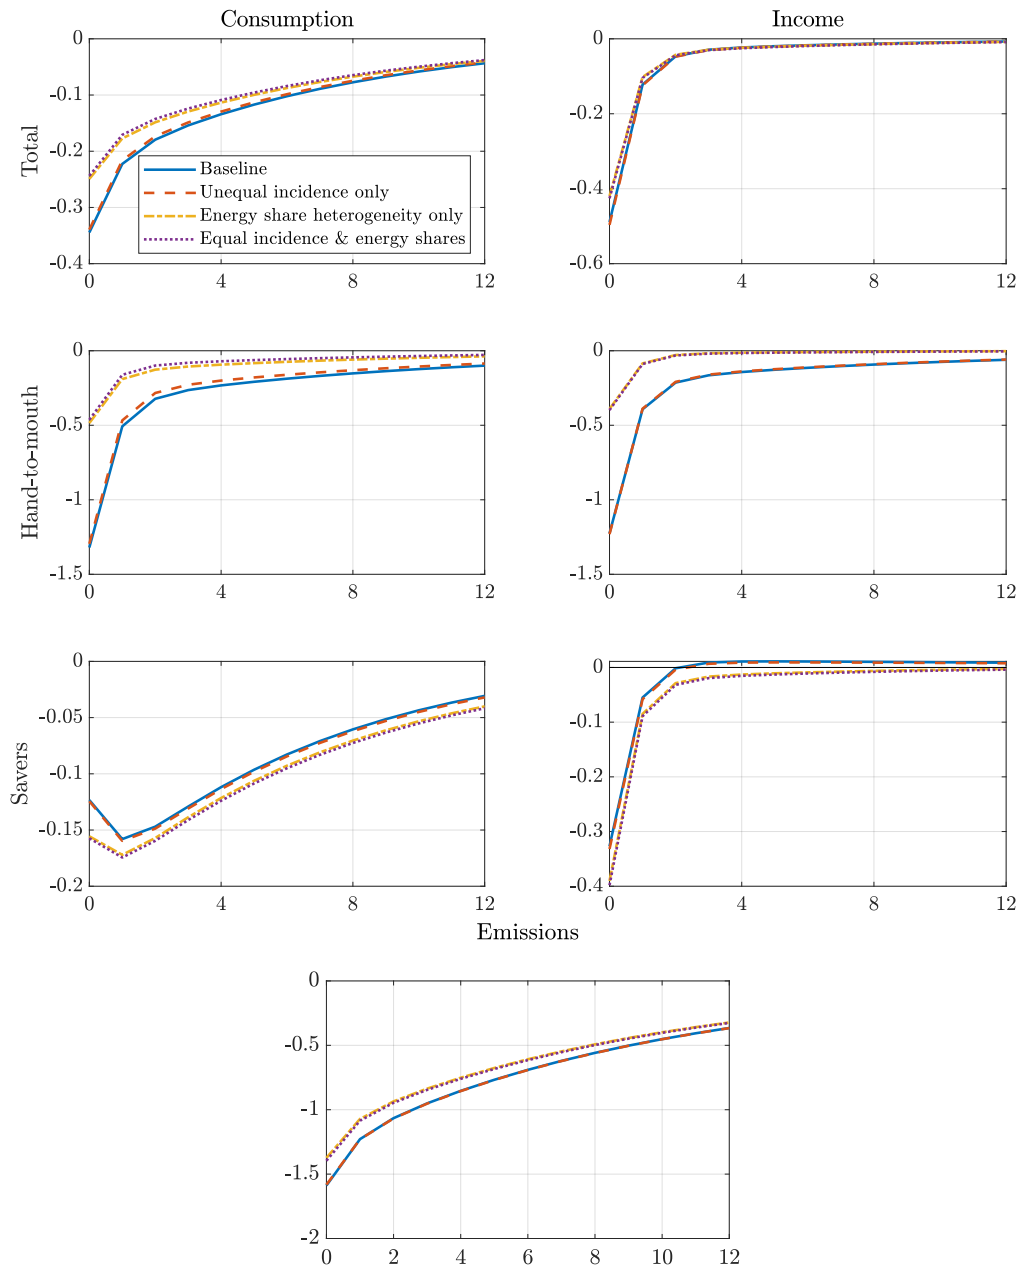 Consumption
Income
Total
0
-0.1
-0.2
-0.3
-0.4
0 4 8 12
Baseline
Unequal incidence only
Energy share heterogeneity only
Equal incidence & energy shares
0
-0.2
-0.4
-0.6
0 4 8 12
Hand-to-mouth
0
-0.5
-1
-1.5
0 4 8 12
0
-0.5
-1
-1.5
0 4 8 12
Savers
0
-0.05
-0.1
-0.15
-0.2
0 4 8 12
0
-0.1
-0.2
-0.3
-0.4
0 4 8 12
Emissions
0
-0.5
-1
-1.5
-2
0 2 4 6 8 10 12